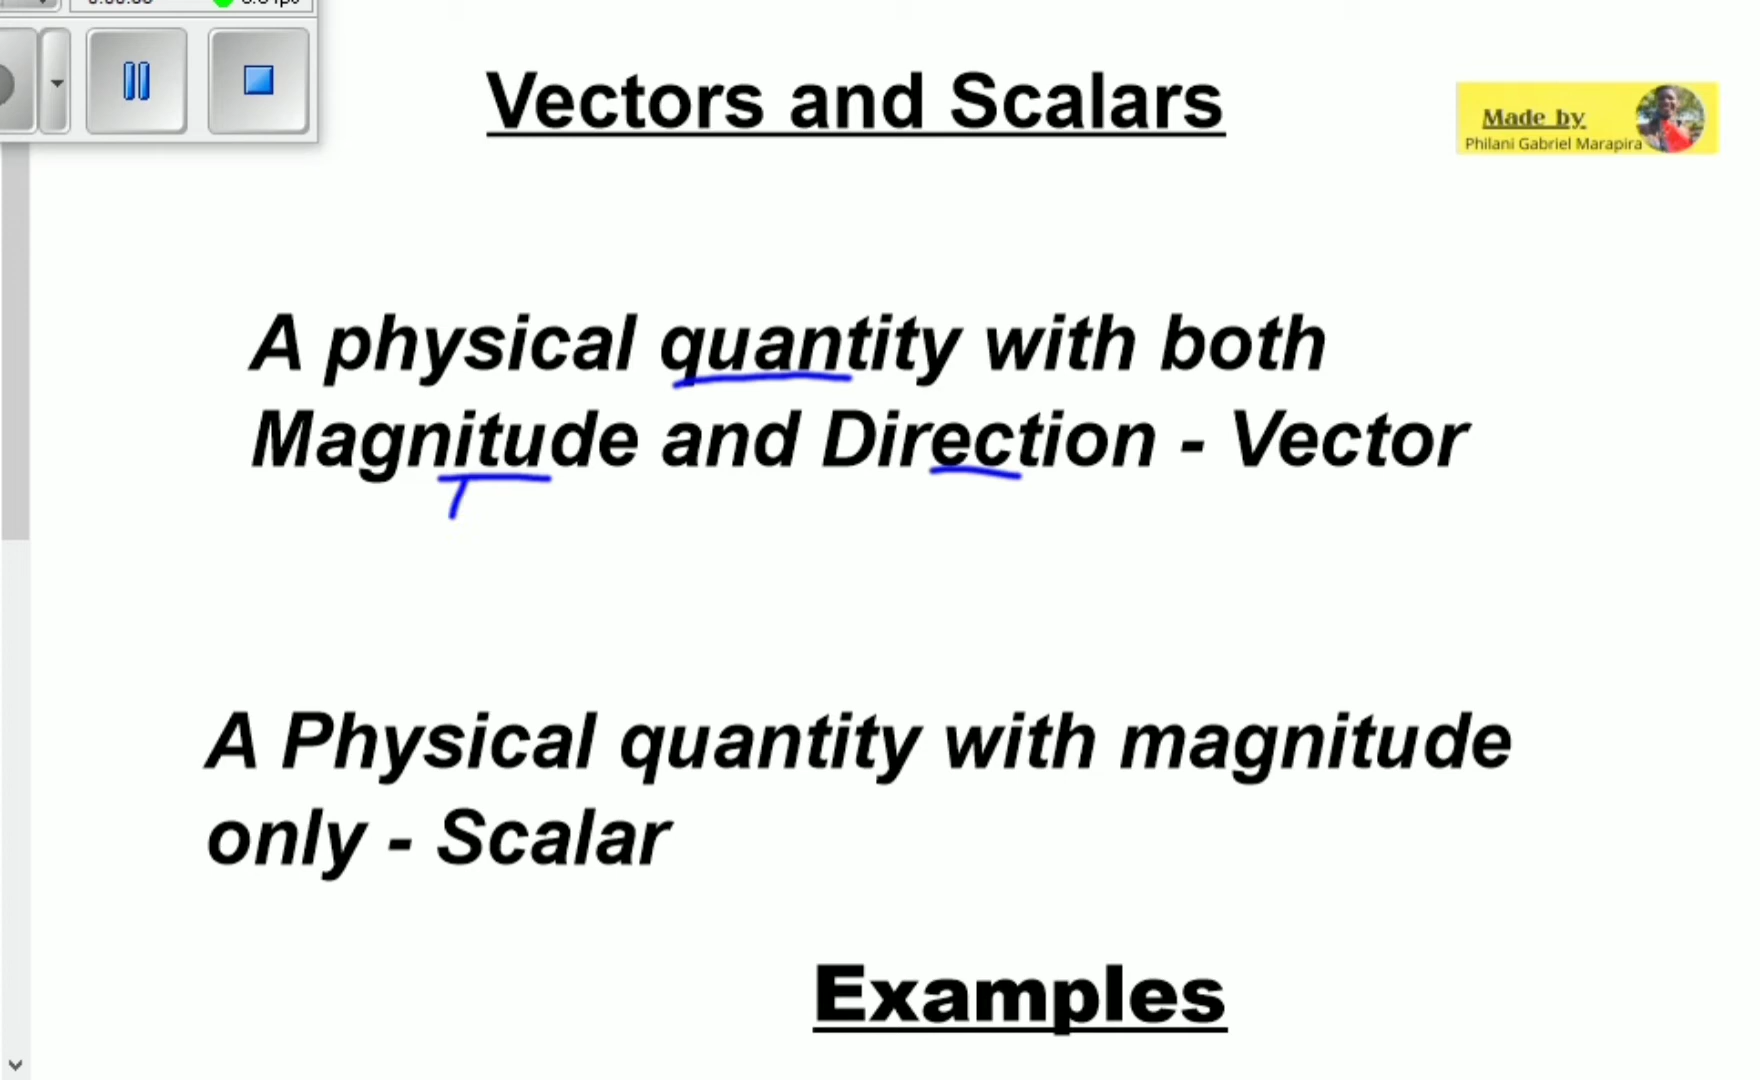 Vectors and Scalars
Made by
Philani Gabriel Marapira
A physical quantity with both
Magnitude and Direction - Vector
A Physical quantity with magnitude
only - Scalar
Examples